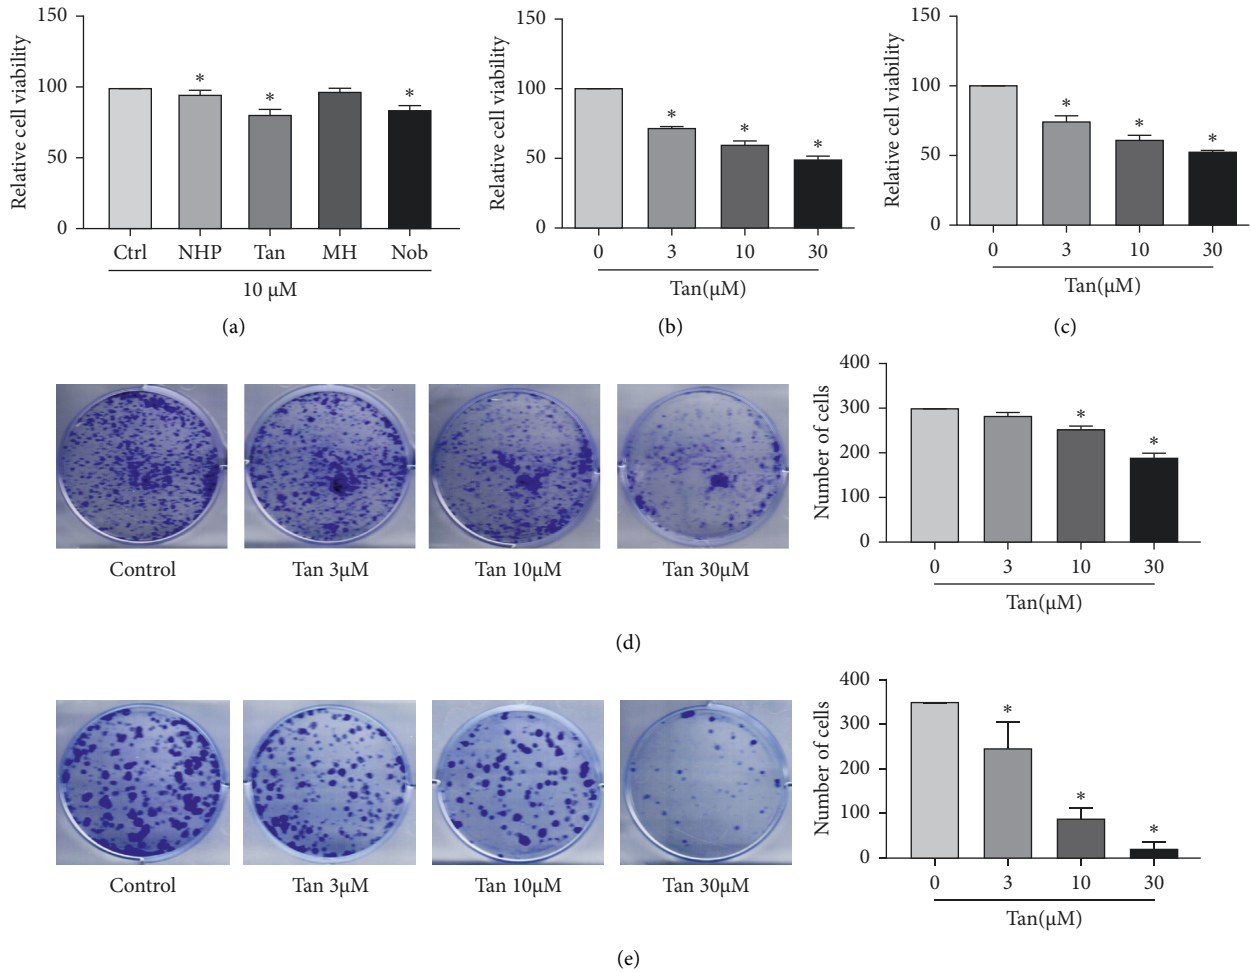 150
100
50
0
Relative cell viability
*
*
*
Ctrl NHP Tan MH Nob
10 μM
(a)
150
100
50
0
Relative cell viability
*
*
*
0 3 10 30
Tan(μM)
(b)
150
100
50
0
Relative cell viability
*
*
*
0 3 10 30
Tan(μM)
(c)
Control Tan 3μM Tan 10μM Tan 30μM
400
300
200
100
0
Number of cells
*
*
0 3 10 30
Tan(μM)
(d)
Control Tan 3μM Tan 10μM Tan 30μM
400
300
200
100
0
Number of cells
*
*
*
0 3 10 30
Tan(μM)
(e)